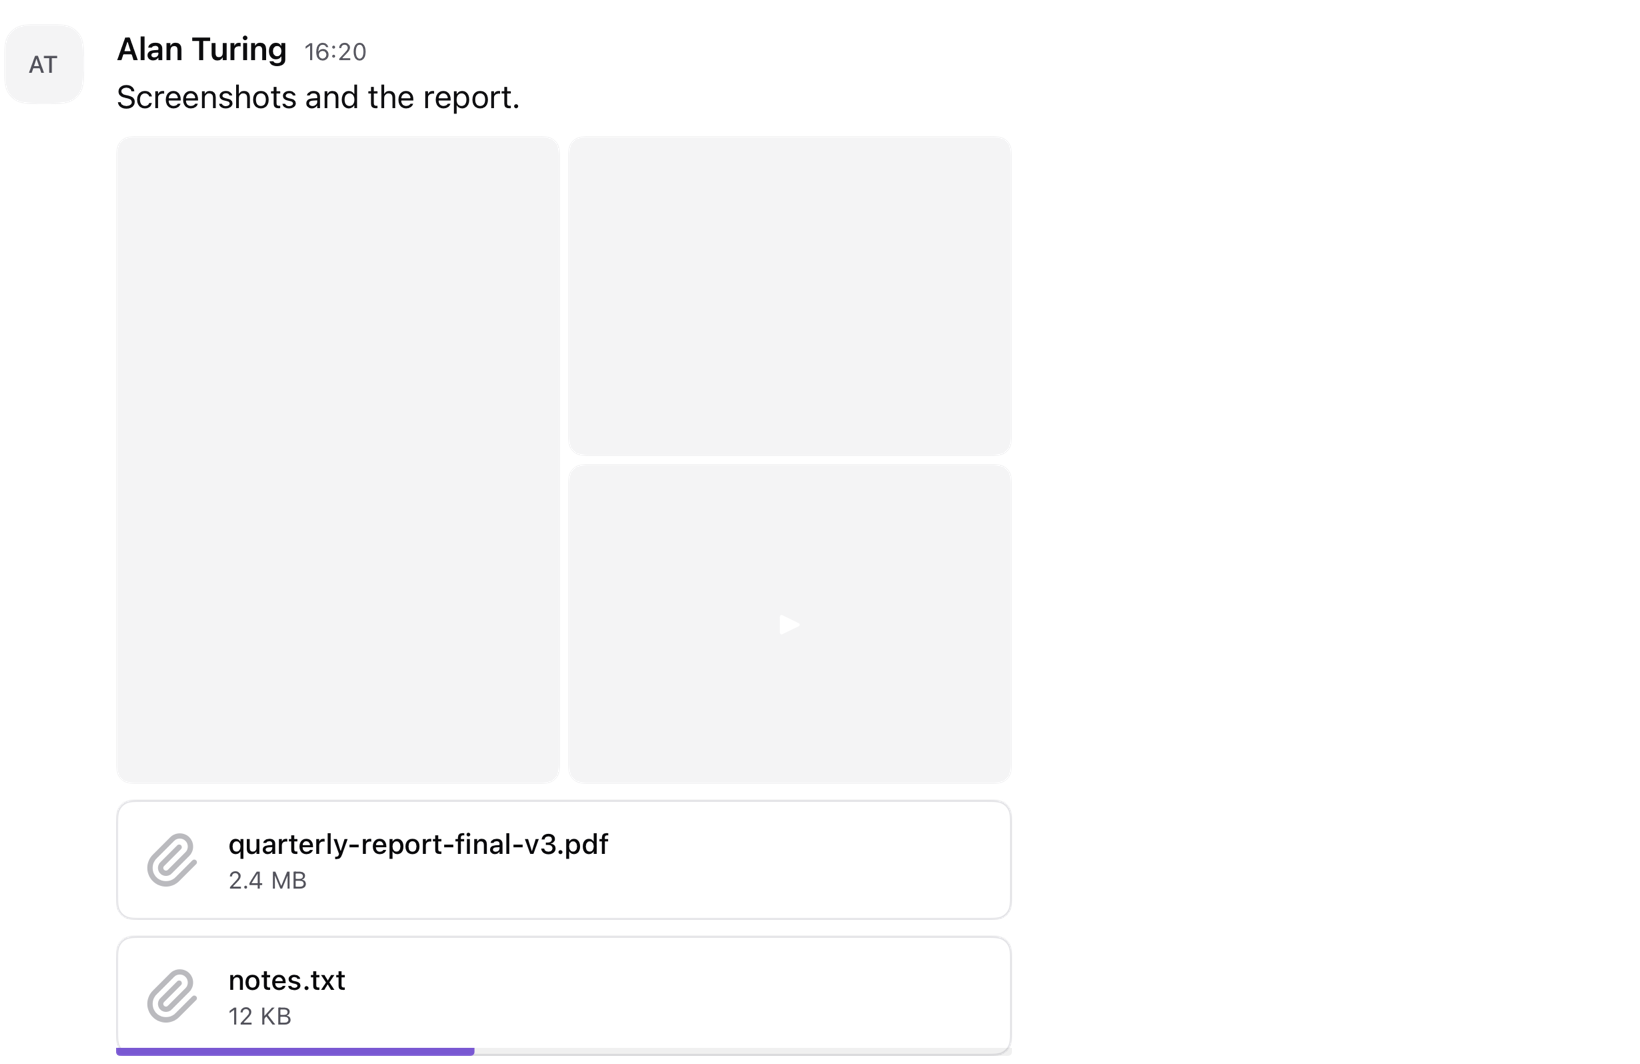 AT
Alan Turing 16:20
Screenshots and the report.
quarterly-report-final-v3.pdf
2.4 MB
notes.txt
12 KB